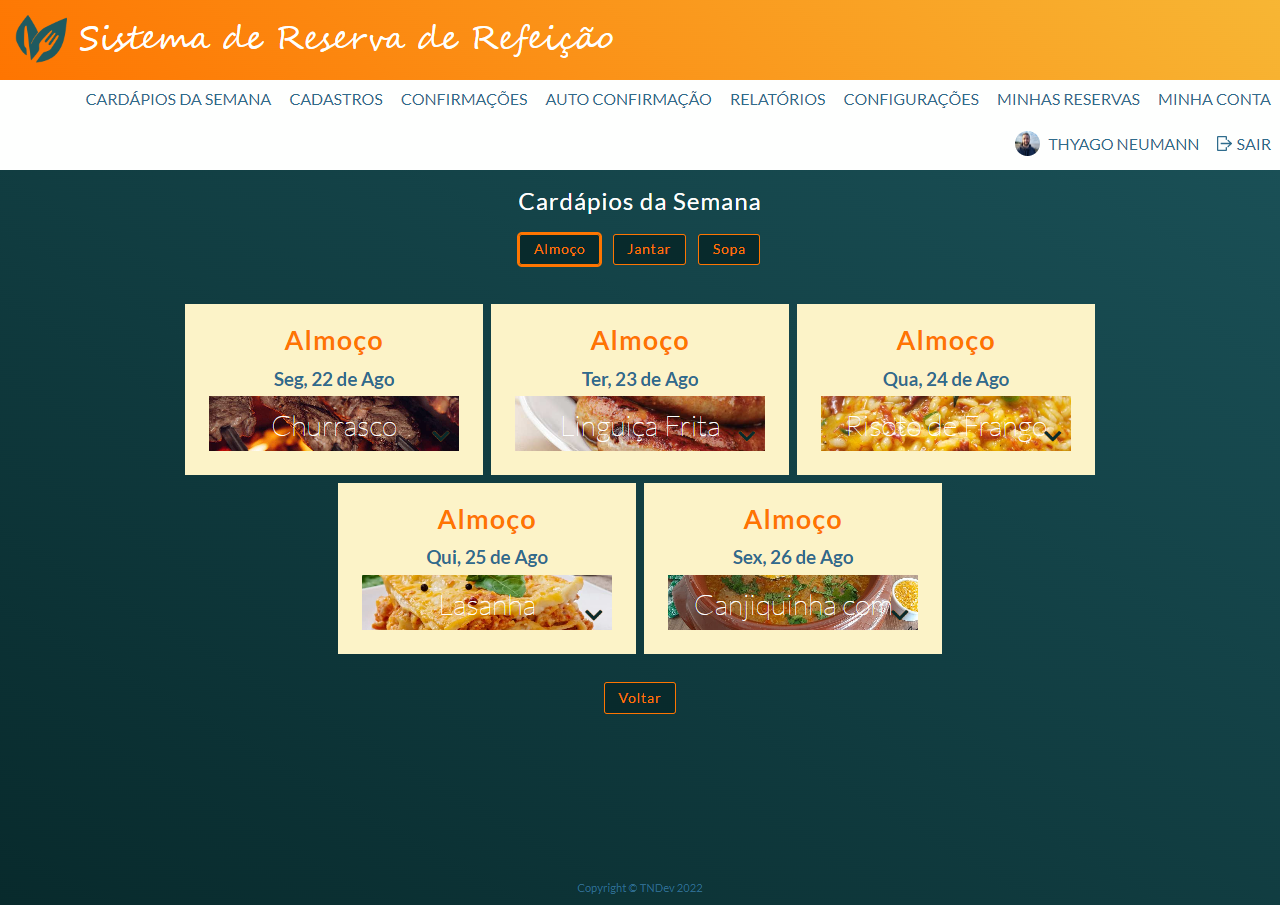 Sistema de Reserva de Refeição
CARDÁPIOS DA SEMANA CADASTROS CONFIRMAÇÕES AUTO CONFIRMAÇÃO RELATÓRIOS CONFIGURAÇÕES MINHAS RESERVAS MINHA CONTA
THYAGO NEUMANN SAIR
Cardápios da Semana
Almoço Jantar Sopa
Almoço
Seg, 22 de Ago
Churrasco
Almoço
Ter, 23 de Ago
Linguiça Frita
Almoço
Qua, 24 de Ago
Risoto de Frango
Almoço
Qui, 25 de Ago
Lasanha
Almoço
Sex, 26 de Ago
Canjiquinha com
Voltar
Copyright © TNDev 2022